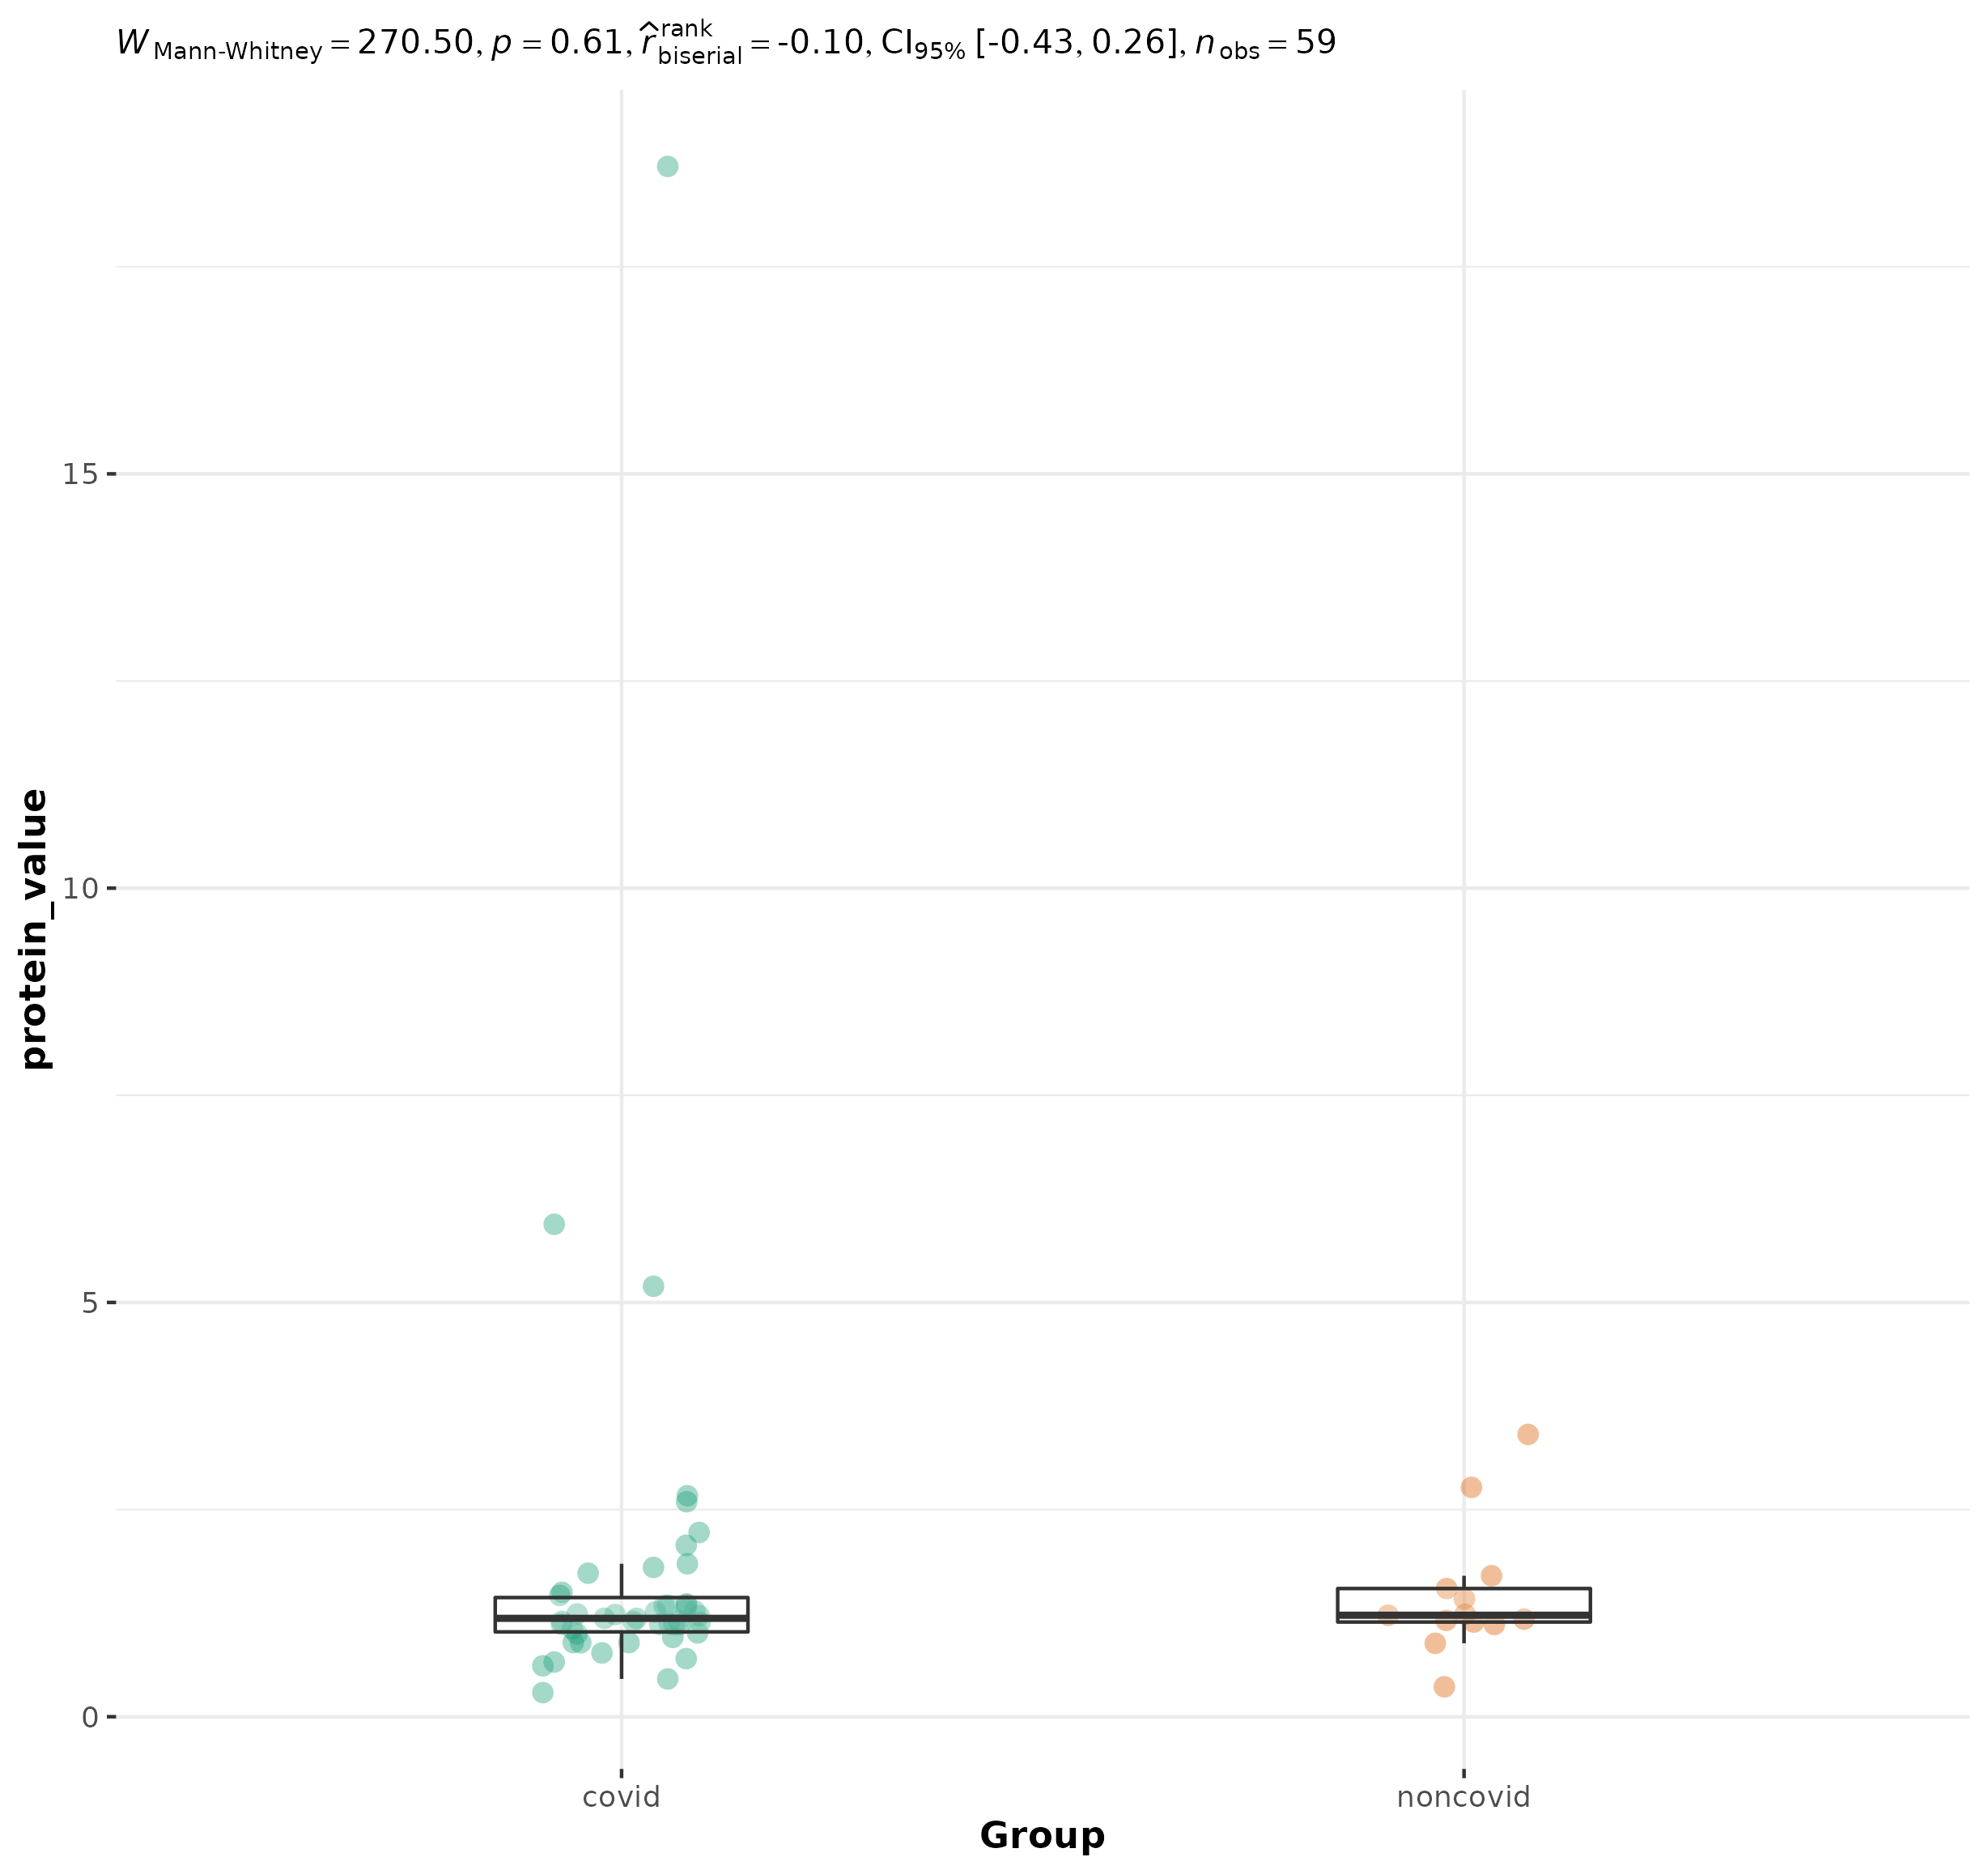 W Mann-Whitney = 270.50, p = 0.61, r̂ rank biserial = -0.10, CI95% [-0.43, 0.26], n obs = 59
protein_value
15
10
5
0
covid noncovid
Group